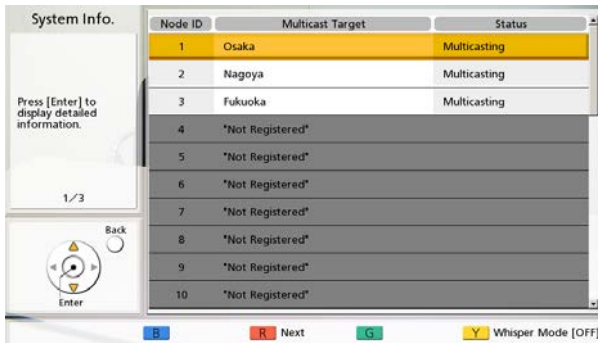 System Info.
Press [Enter] to
display detailed
information.
1/3
Back
Enter
Node ID Multicast Target Status
1 Osaka Multicasting
2 Nagoya Multicasting
3 Fukuoka Multicasting
4 "Not Registered"
5 "Not Registered"
6 "Not Registered"
7 "Not Registered"
8 "Not Registered"
9 "Not Registered"
10 "Not Registered"
B R Next G Y Whisper Mode [OFF]